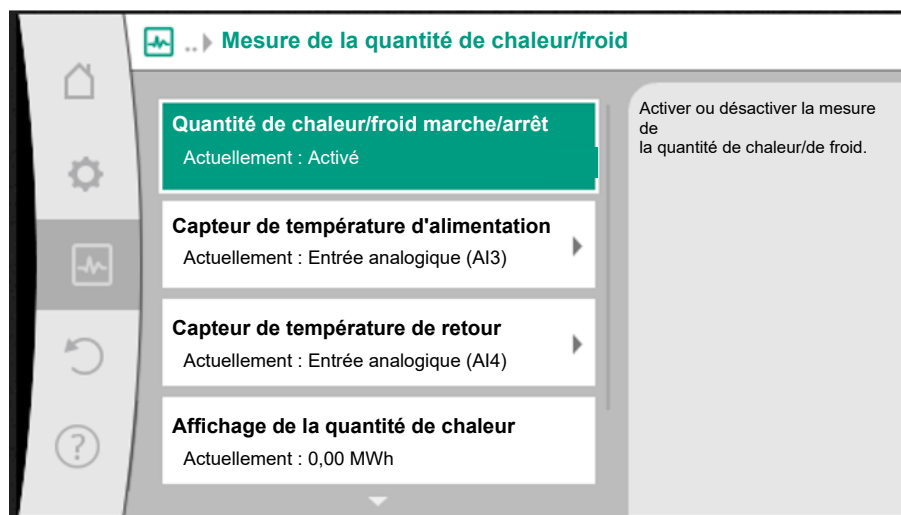 .. Mesure de la quantité de chaleur/froid
Quantité de chaleur/froid marche/arrêt
Actuellement : Activé
Capteur de température d'alimentation
Actuellement : Entrée analogique (AI3)
Capteur de température de retour
Actuellement : Entrée analogique (AI4)
Affichage de la quantité de chaleur
Actuellement : 0,00 MWh
Activer ou désactiver la mesure
de
la quantité de chaleur/de froid.
?